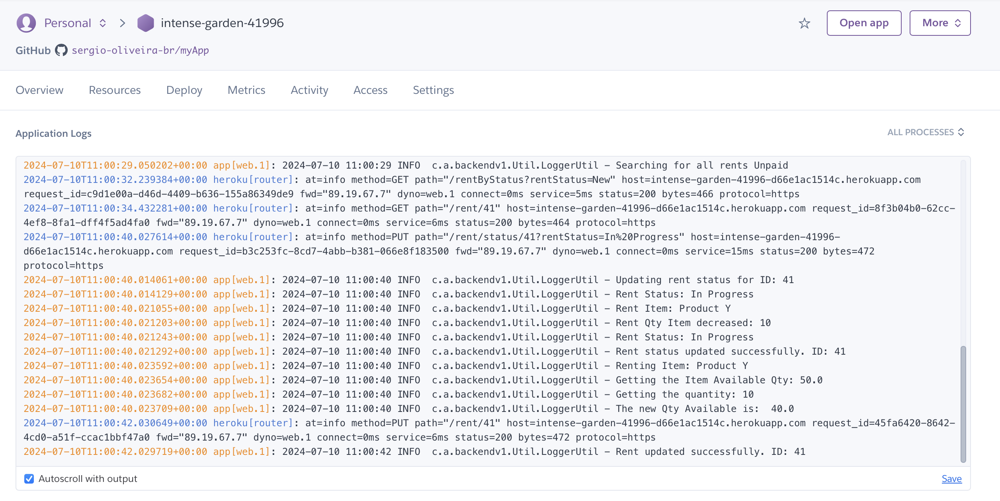 Personal intense-garden-41996 Open app More
GitHub sergio-oliveira-br/myApp
Overview Resources Deploy Metrics Activity Access Settings
Application Logs ALL PROCESSES
2024-07-10T11:00:29.050202+00:00 app[web.1]: 2024-07-10 11:00:29 INFO  c.a.backendv1.Util.LoggerUtil - Searching for all rents Unpaid
2024-07-10T11:00:32.239384+00:00 heroku[router]: at=info method=GET path="/rentByStatus?rentStatus=New" host=intense-garden-41996-d66e1ac1514c.herokuapp.com
request_id=c9d1e00a-d46d-4409-b636-155a86349de9 fwd="89.19.67.7" dyno=web.1 connect=0ms service=5ms status=200 bytes=466 protocol=https
2024-07-10T11:00:34.432281+00:00 heroku[router]: at=info method=GET path="/rent/41" host=intense-garden-41996-d66e1ac1514c.herokuapp.com request_id=8f3b04b0-62cc-
4ef8-8fa1-dff4f5ad4fa0 fwd="89.19.67.7" dyno=web.1 connect=0ms service=6ms status=200 bytes=464 protocol=https
2024-07-10T11:00:40.027614+00:00 heroku[router]: at=info method=PUT path="/rent/status/41?rentStatus=In%20Progress" host=intense-garden-41996-
d66e1ac1514c.herokuapp.com request_id=b3c253fc-8cd7-4abb-b381-066e8f183500 fwd="89.19.67.7" dyno=web.1 connect=0ms service=15ms status=200 bytes=472
protocol=https
2024-07-10T11:00:40.014061+00:00 app[web.1]: 2024-07-10 11:00:40 INFO  c.a.backendv1.Util.LoggerUtil - Updating rent status for ID: 41
2024-07-10T11:00:40.014129+00:00 app[web.1]: 2024-07-10 11:00:40 INFO  c.a.backendv1.Util.LoggerUtil - Rent Status: In Progress
2024-07-10T11:00:40.021055+00:00 app[web.1]: 2024-07-10 11:00:40 INFO  c.a.backendv1.Util.LoggerUtil - Rent Item: Product Y
2024-07-10T11:00:40.021203+00:00 app[web.1]: 2024-07-10 11:00:40 INFO  c.a.backendv1.Util.LoggerUtil - Rent Qty Item decreased: 10
2024-07-10T11:00:40.021243+00:00 app[web.1]: 2024-07-10 11:00:40 INFO  c.a.backendv1.Util.LoggerUtil - Rent Status: In Progress
2024-07-10T11:00:40.021292+00:00 app[web.1]: 2024-07-10 11:00:40 INFO  c.a.backendv1.Util.LoggerUtil - Rent status updated successfully. ID: 41
2024-07-10T11:00:40.023592+00:00 app[web.1]: 2024-07-10 11:00:40 INFO  c.a.backendv1.Util.LoggerUtil - Renting Item: Product Y
2024-07-10T11:00:40.023654+00:00 app[web.1]: 2024-07-10 11:00:40 INFO  c.a.backendv1.Util.LoggerUtil - Getting the Item Available Qty: 50.0
2024-07-10T11:00:40.023682+00:00 app[web.1]: 2024-07-10 11:00:40 INFO  c.a.backendv1.Util.LoggerUtil - Getting the quantity: 10
2024-07-10T11:00:40.023709+00:00 app[web.1]: 2024-07-10 11:00:40 INFO  c.a.backendv1.Util.LoggerUtil - The new Qty Available is:  40.0
2024-07-10T11:00:42.030649+00:00 heroku[router]: at=info method=PUT path="/rent/41" host=intense-garden-41996-d66e1ac1514c.herokuapp.com request_id=45fa6420-8642-
4cd0-a51f-ccac1bbf47a0 fwd="89.19.67.7" dyno=web.1 connect=0ms service=6ms status=200 bytes=472 protocol=https
2024-07-10T11:00:42.029719+00:00 app[web.1]: 2024-07-10 11:00:42 INFO  c.a.backendv1.Util.LoggerUtil - Rent updated successfully. ID: 41
Autoscroll with output Save